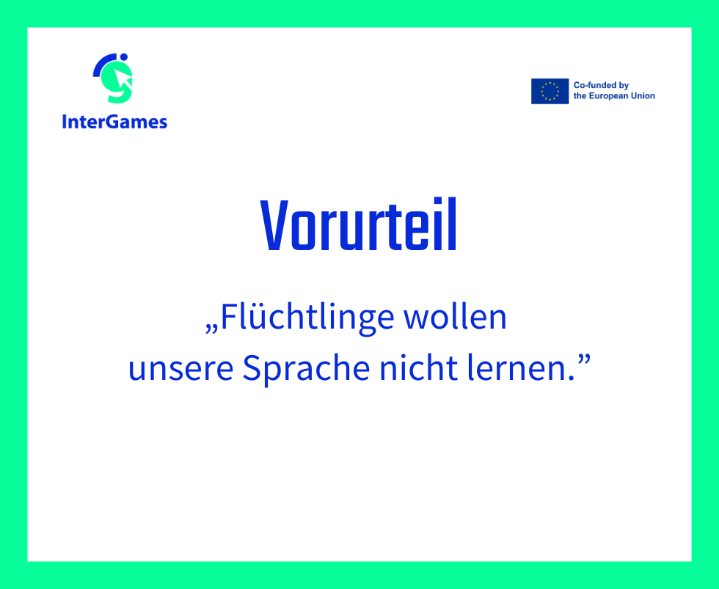 InterGames
Co-funded by
the European Union
Vorurteil
„Flüchtlinge wollen
unsere Sprache nicht lernen.”